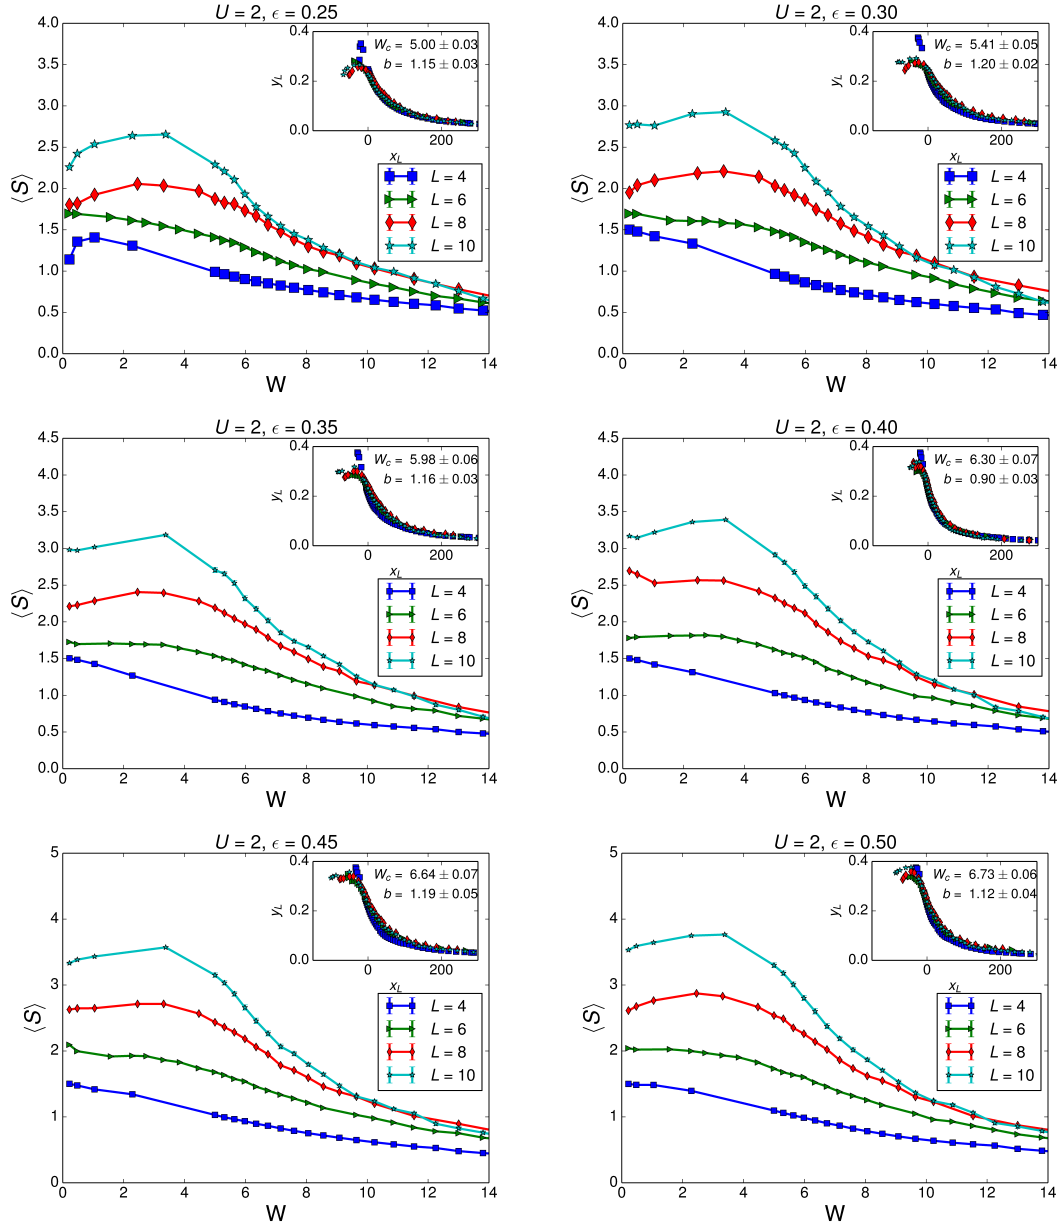 U = 2, ϵ = 0.25
4.0
3.5
3.0
2.5
2.0
1.5
1.0
0.5
0.0
⟨S⟩
0 2 4 6 8 10 12 14
W
0.4
0.2
0.0
y_L
0 200
x_L
W_c = 5.00 ± 0.03
b = 1.15 ± 0.03
L = 4
L = 6
L = 8
L = 10
U = 2, ϵ = 0.30
4.0
3.5
3.0
2.5
2.0
1.5
1.0
0.5
0.0
⟨S⟩
0 2 4 6 8 10 12 14
W
0.4
0.2
0.0
y_L
0 200
x_L
W_c = 5.41 ± 0.05
b = 1.20 ± 0.02
L = 4
L = 6
L = 8
L = 10
U = 2, ϵ = 0.35
4.5
4.0
3.5
3.0
2.5
2.0
1.5
1.0
0.5
0.0
⟨S⟩
0 2 4 6 8 10 12 14
W
0.4
0.2
0.0
y_L
0 200
x_L
W_c = 5.98 ± 0.06
b = 1.16 ± 0.03
L = 4
L = 6
L = 8
L = 10
U = 2, ϵ = 0.40
4.5
4.0
3.5
3.0
2.5
2.0
1.5
1.0
0.5
0.0
⟨S⟩
0 2 4 6 8 10 12 14
W
0.4
0.2
0.0
y_L
0 200
x_L
W_c = 6.30 ± 0.07
b = 0.90 ± 0.03
L = 4
L = 6
L = 8
L = 10
U = 2, ϵ = 0.45
5
4
3
2
1
0
⟨S⟩
0 2 4 6 8 10 12 14
W
0.4
0.2
0.0
y_L
0 200
x_L
W_c = 6.64 ± 0.07
b = 1.19 ± 0.05
L = 4
L = 6
L = 8
L = 10
U = 2, ϵ = 0.50
5
4
3
2
1
0
⟨S⟩
0 2 4 6 8 10 12 14
W
0.4
0.2
0.0
y_L
0 200
x_L
W_c = 6.73 ± 0.06
b = 1.12 ± 0.04
L = 4
L = 6
L = 8
L = 10